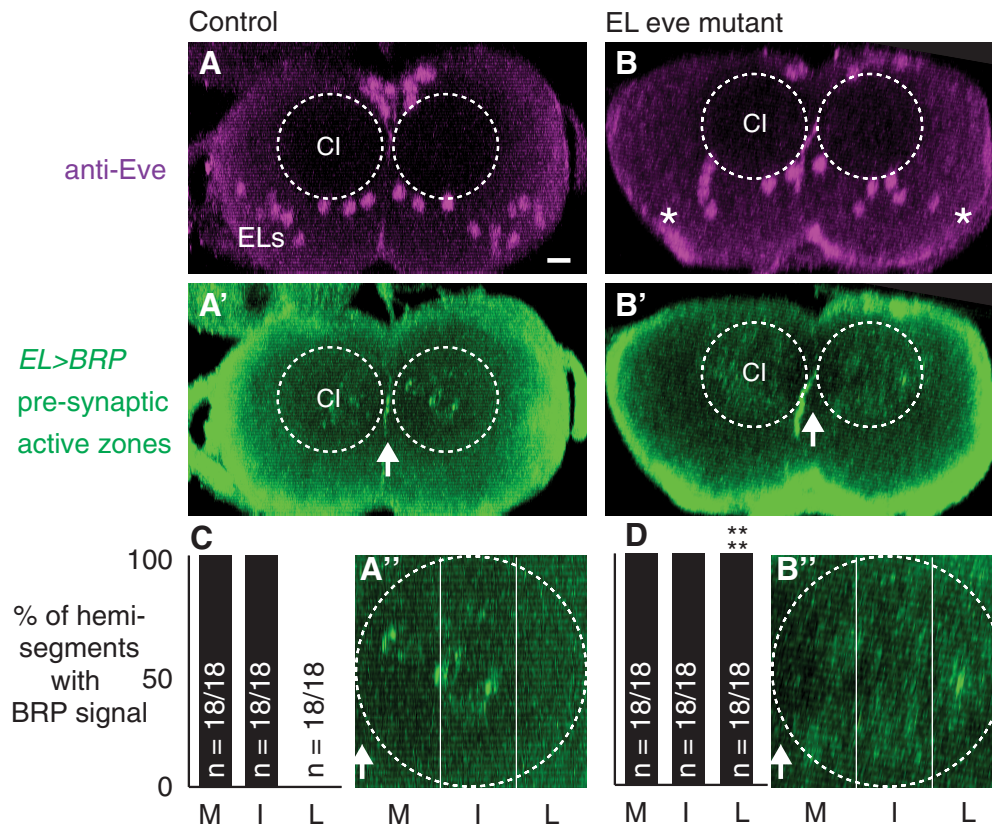 Control
EL eve mutant
anti-Eve
A
CI
ELs
B
CI
*
*
EL>BRP
pre-synaptic
active zones
A'
CI
B'
CI
% of hemi-
segments
with
BRP signal
C
100
50
0
n = 18/18
n = 18/18
n = 18/18
M
I
L
A''
M
I
L
D
**
**
n = 18/18
n = 18/18
n = 18/18
M
I
L
B''
M
I
L